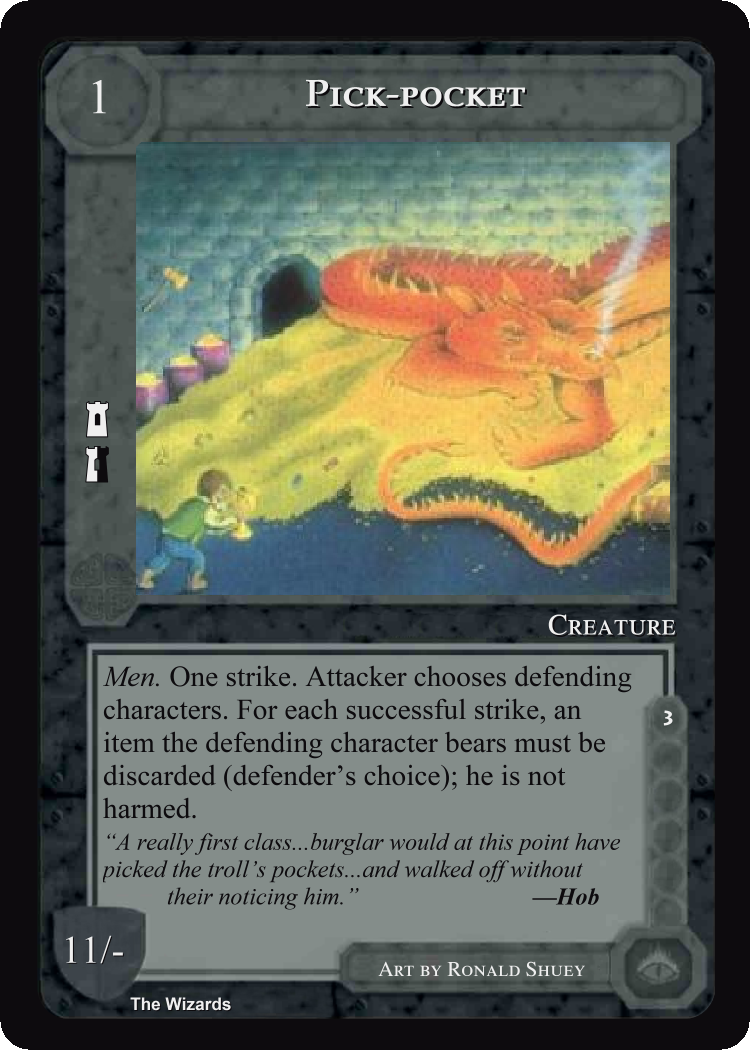 1
Pick-pocket
Creature
Men. One strike. Attacker chooses defending
characters. For each successful strike, an
item the defending character bears must be
discarded (defender’s choice); he is not
harmed.
“A really first class...burglar would at this point have
picked the troll’s pockets...and walked off without
their noticing him.” —Hob
3
11/-
Art by Ronald Shuey
The Wizards